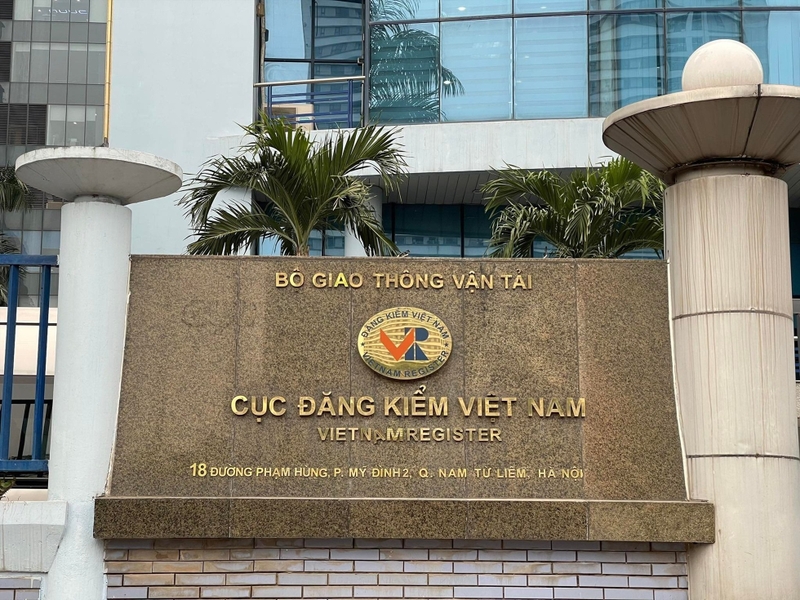 BỘ GIAO THÔNG VẬN TẢI
ĐĂNG KIỂM VIỆT NAM
VR
VIETNAM REGISTER
CỤC ĐĂNG KIỂM VIỆT NAM
VIETNAM REGISTER
18 ĐƯỜNG PHẠM HÙNG, P. MỸ ĐÌNH 2, Q. NAM TỪ LIÊM, HÀ NỘI